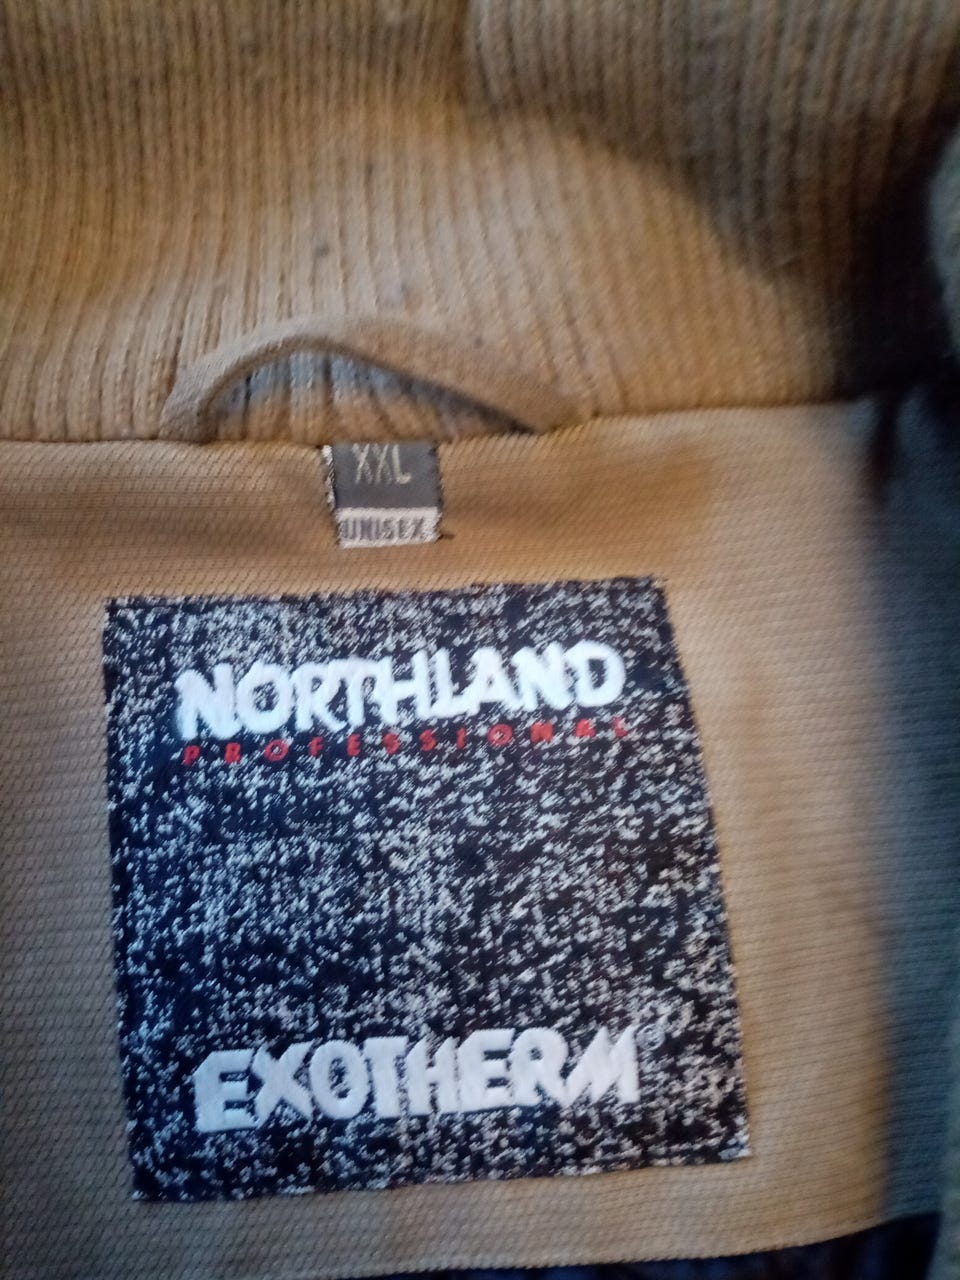 XXL
UNISEX
NORTHLAND
PROFESSIONAL
EXOTHERM